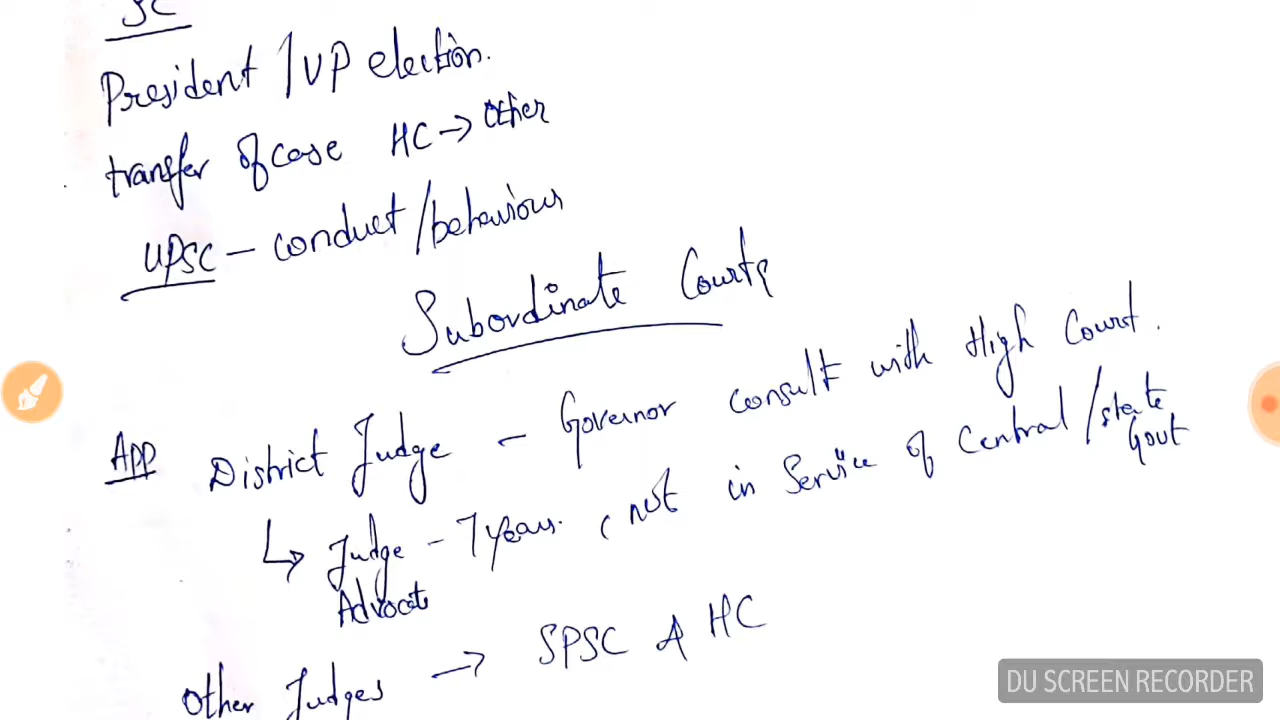 SC
President / VP election.
transfer of case HC → Other
UPSC - conduct / behaviour
Subordinate Courts
App District Judge - Governor consult with High Court.
↳ Judge - 7 years. ( not in Service of Central / state Govt
Advocate
Other Judges → SPSC & HC
DU SCREEN RECORDER